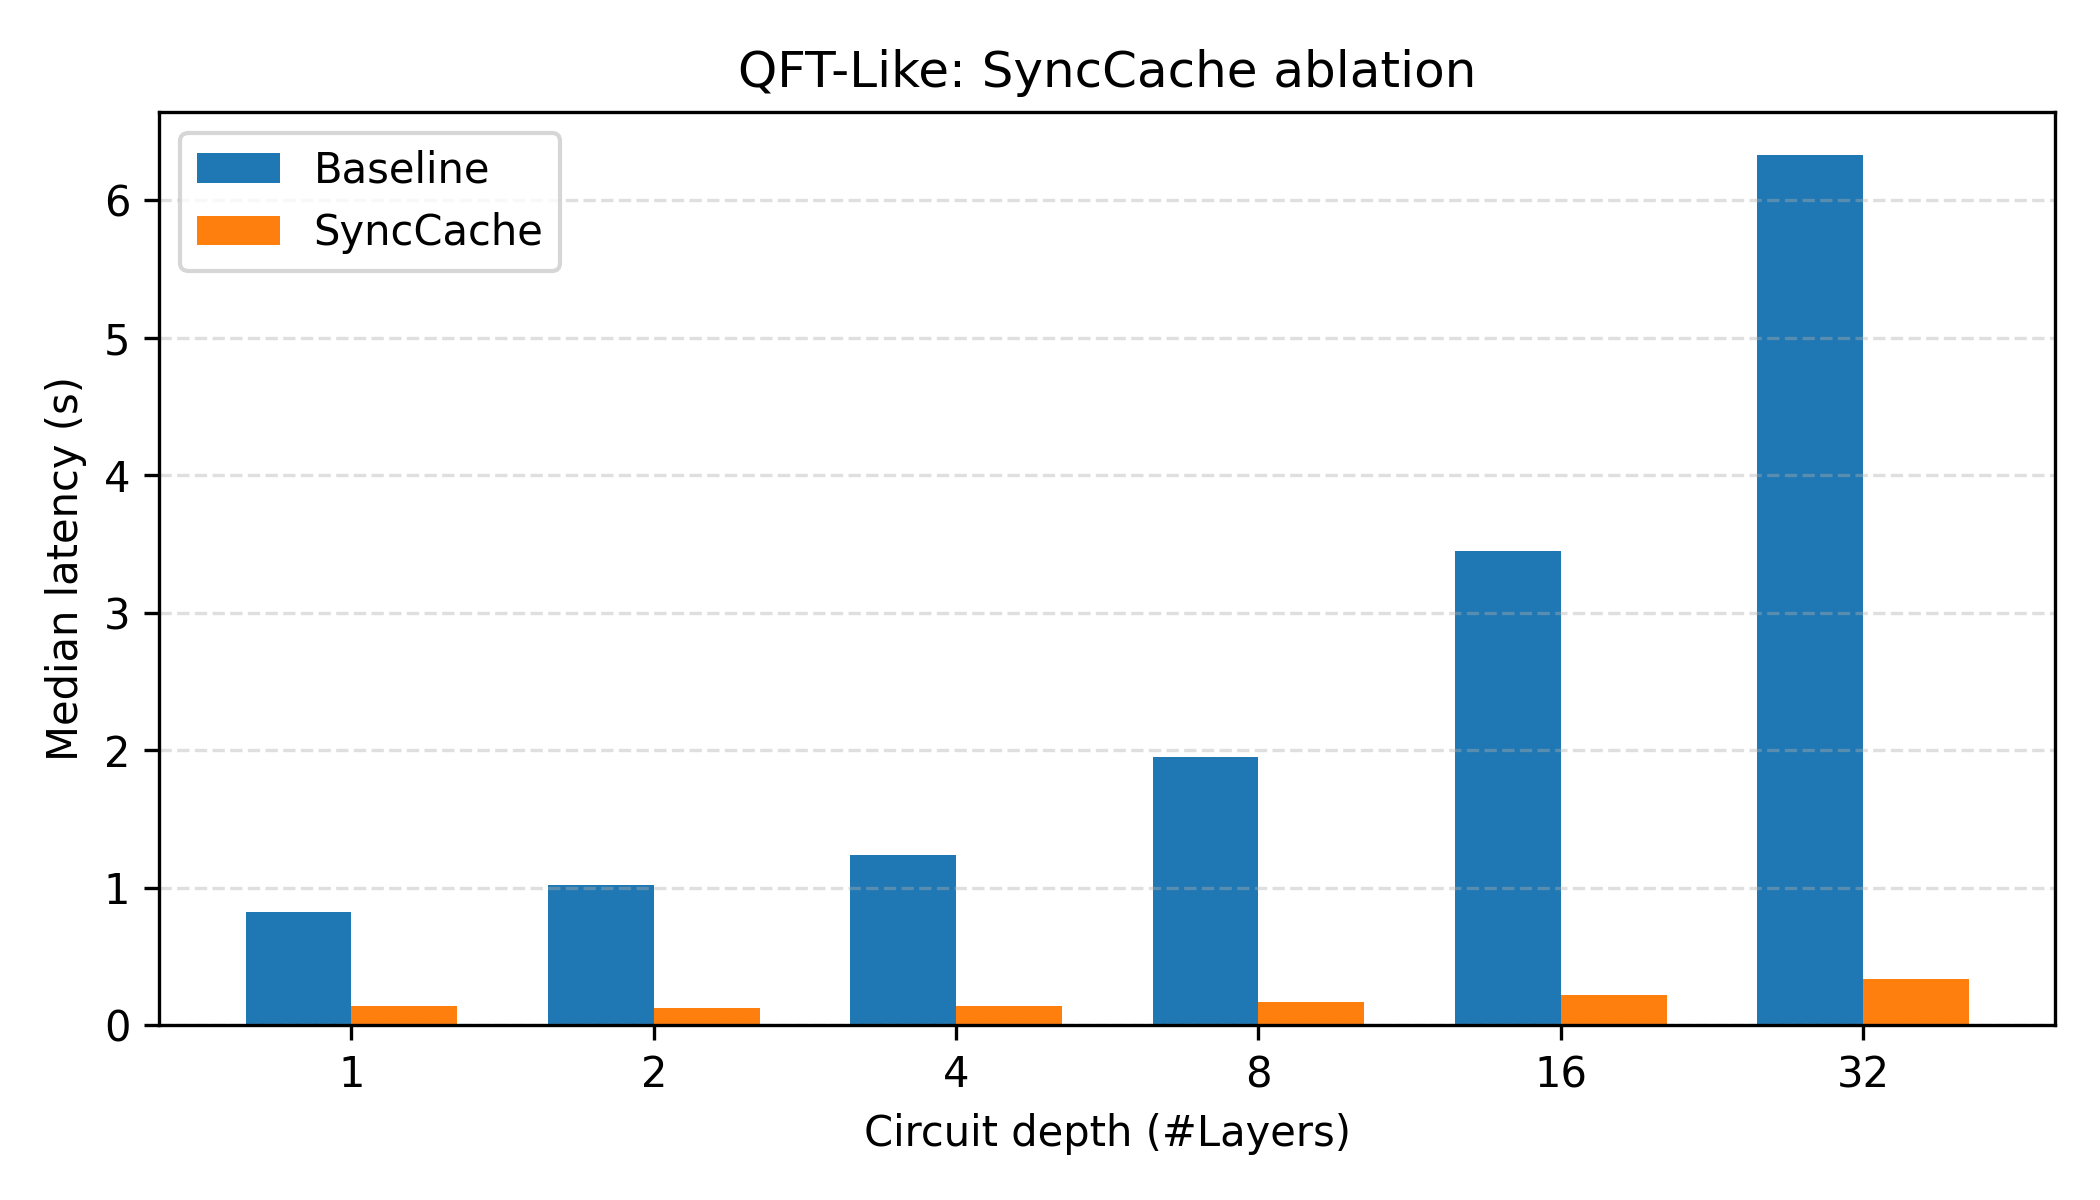 QFT-Like: SyncCache ablation
Baseline
SyncCache
Median latency (s)
6
5
4
3
2
1
0
1 2 4 8 16 32
Circuit depth (#Layers)